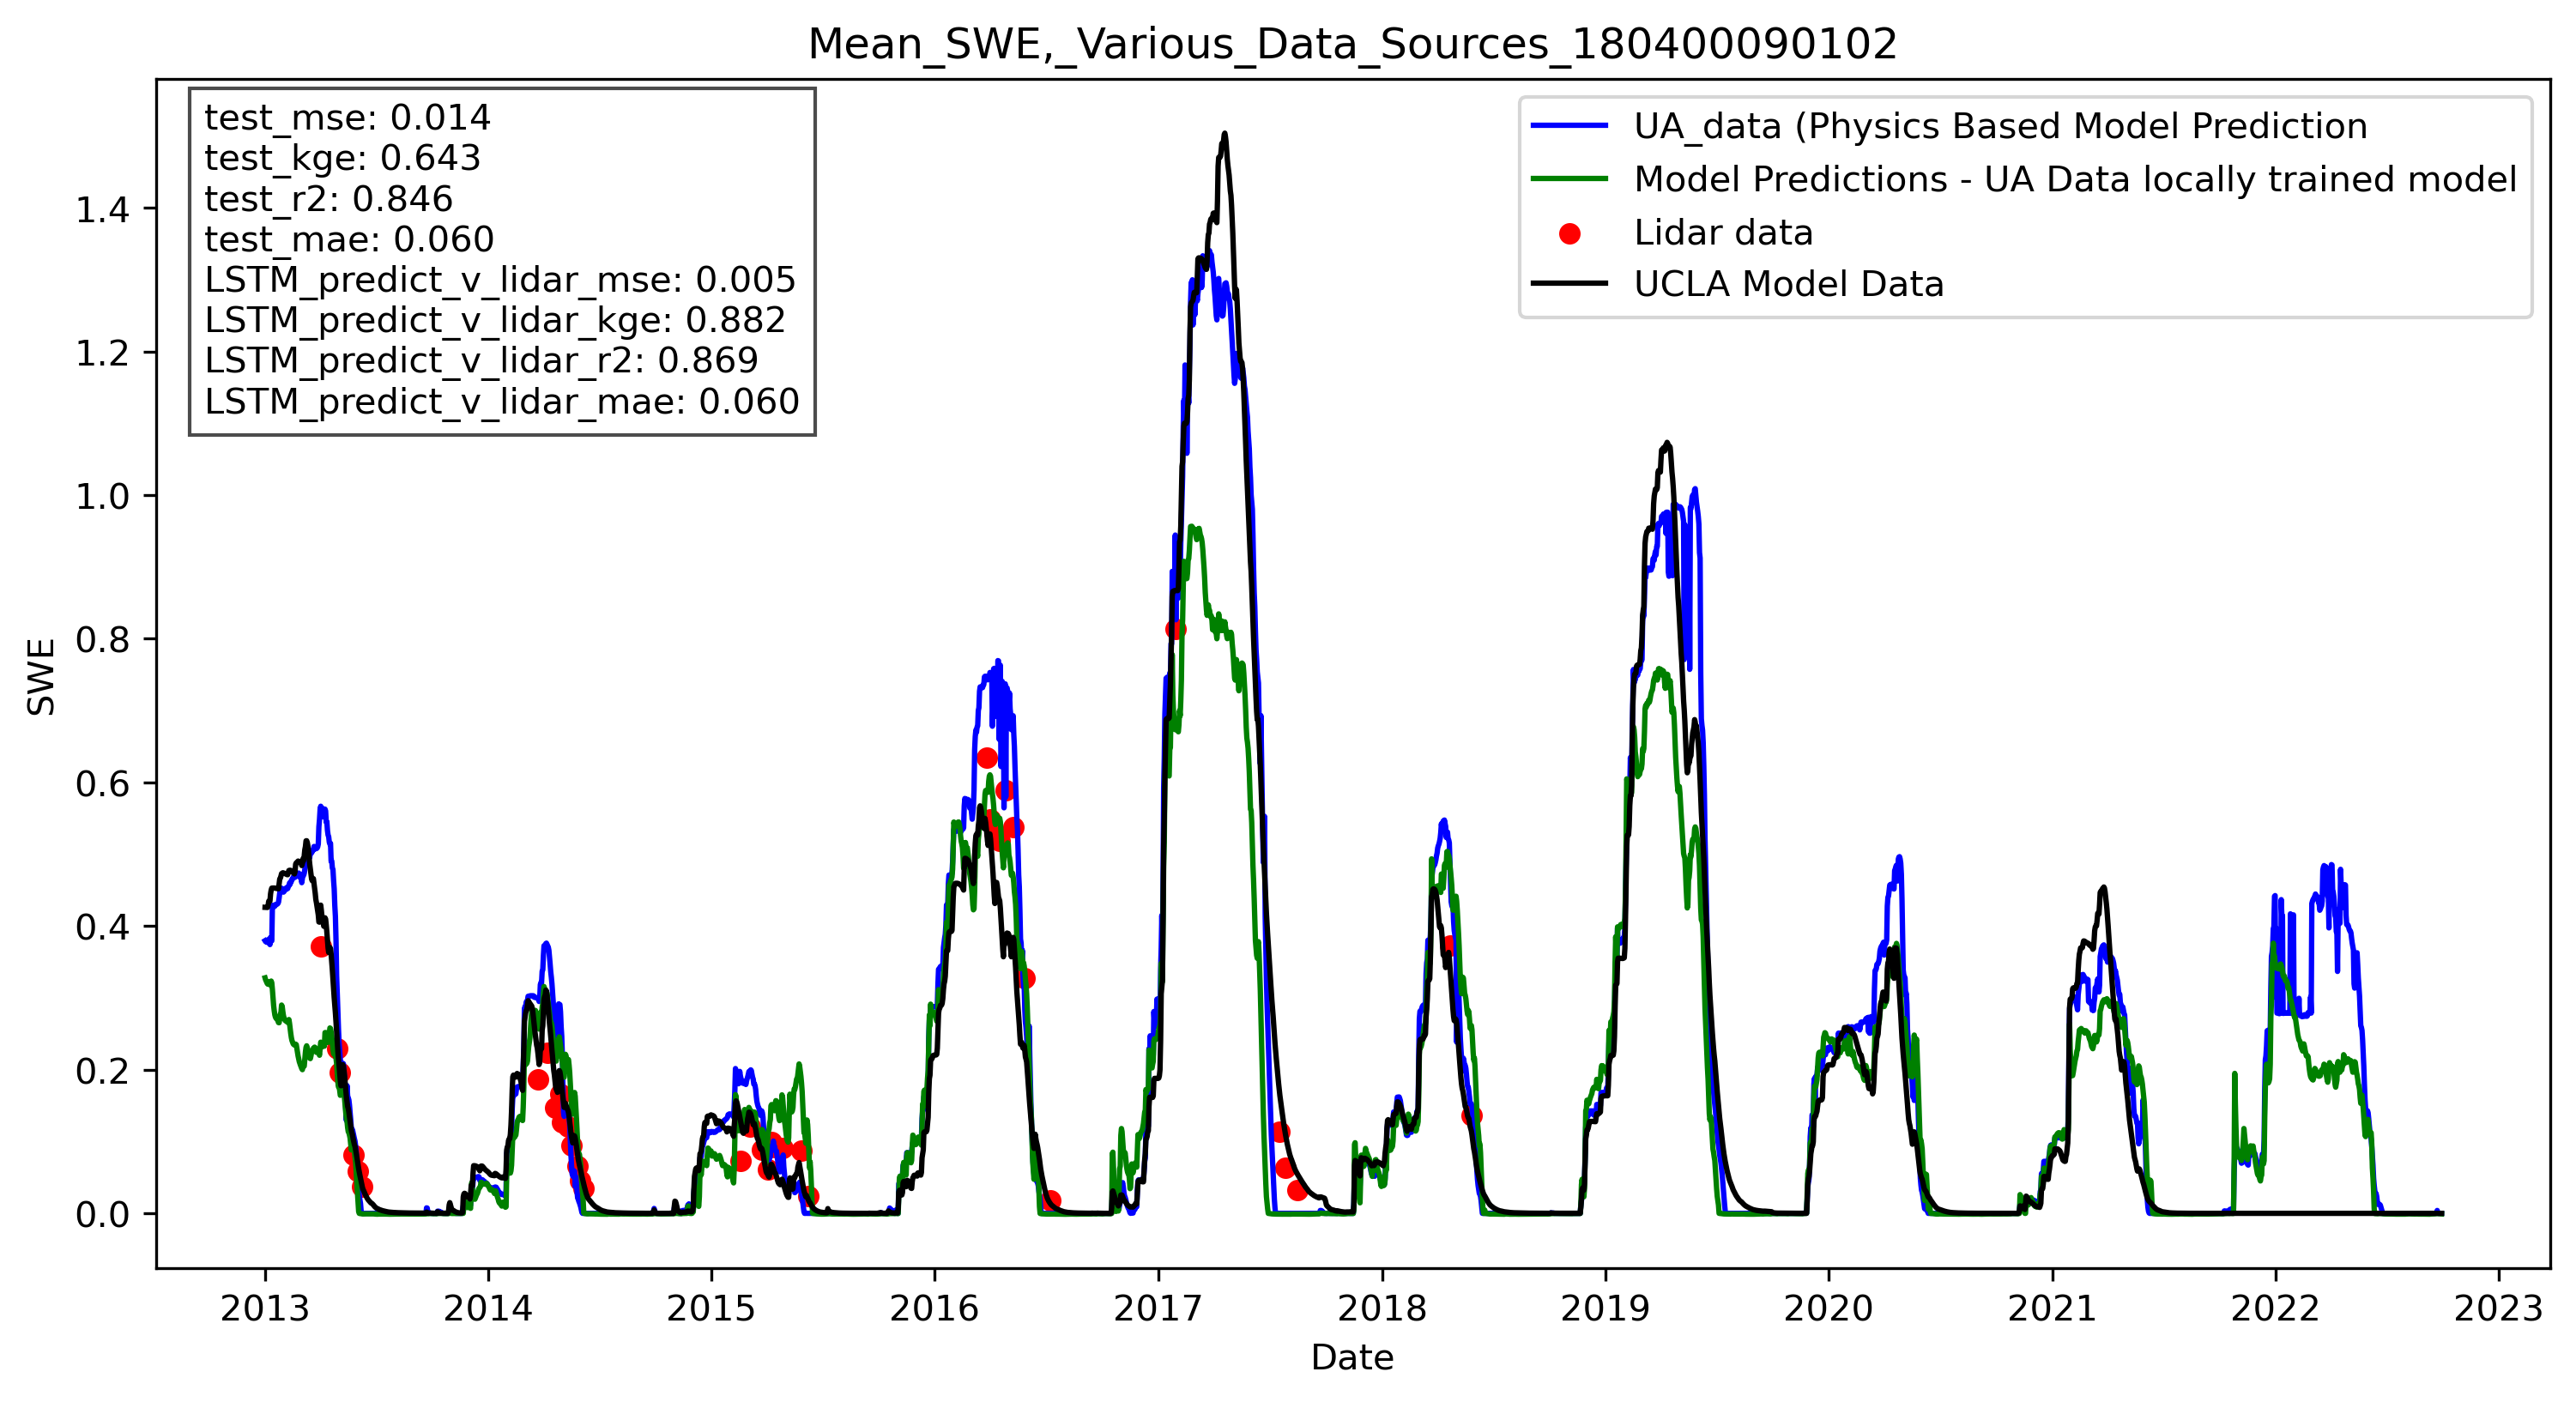 Mean_SWE,_Various_Data_Sources_180400090102
test_mse: 0.014
test_kge: 0.643
test_r2: 0.846
test_mae: 0.060
LSTM_predict_v_lidar_mse: 0.005
LSTM_predict_v_lidar_kge: 0.882
LSTM_predict_v_lidar_r2: 0.869
LSTM_predict_v_lidar_mae: 0.060
UA_data (Physics Based Model Prediction
Model Predictions - UA Data locally trained model
Lidar data
UCLA Model Data
1.4
1.2
1.0
0.8
0.6
0.4
0.2
0.0
SWE
2013 2014 2015 2016 2017 2018 2019 2020 2021 2022 2023
Date